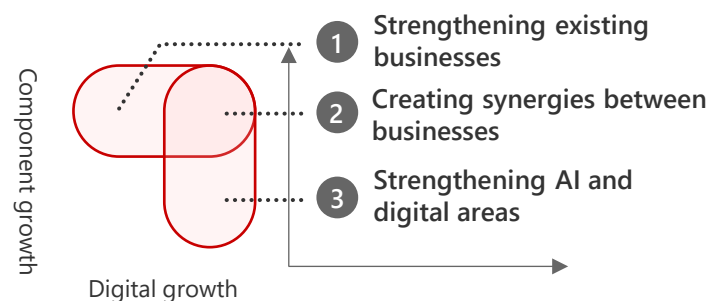 1
Strengthening existing
businesses
2
Creating synergies between
businesses
3
Strengthening AI and
digital areas
Component growth
Digital growth